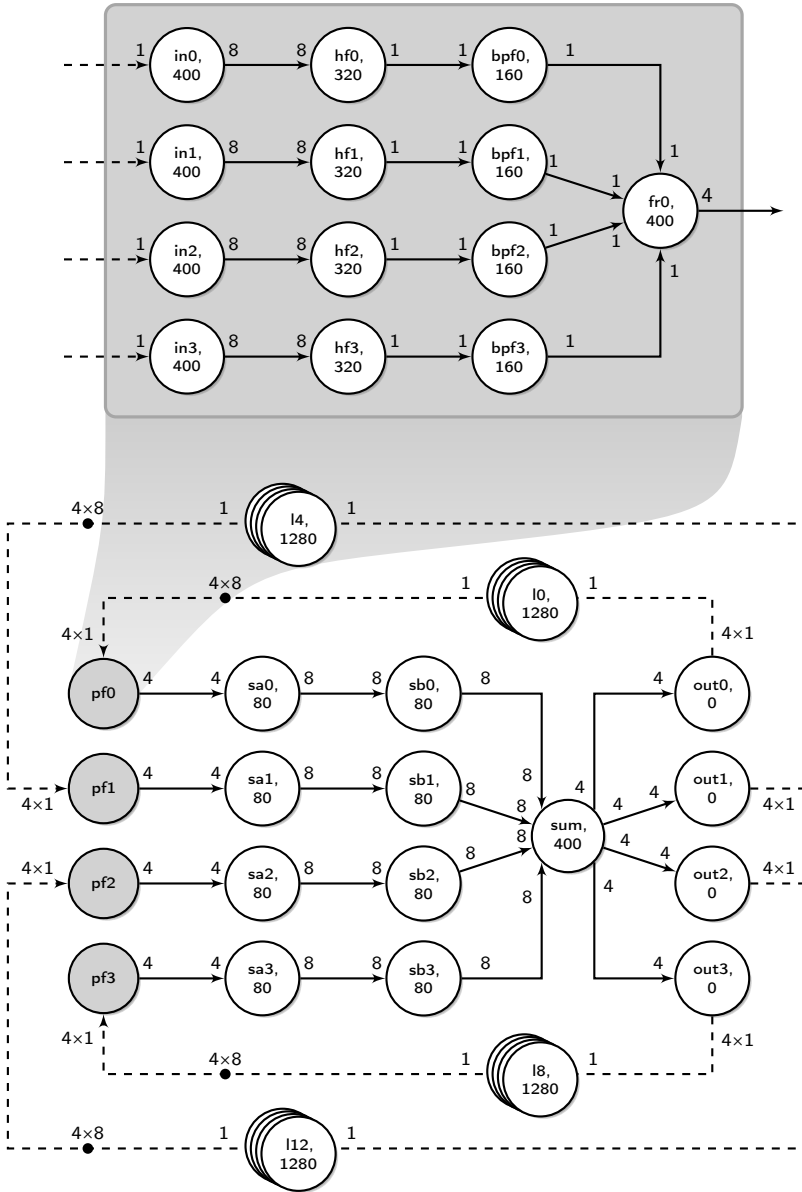 1 in0, 400 8 8 hf0, 320 1 1 bpf0, 160 1
1
1 in1, 400 8 8 hf1, 320 1 1 bpf1, 160 1 1
fr0, 400 4
1 in2, 400 8 8 hf2, 320 1 1 bpf2, 160 1 1
1
1 in3, 400 8 8 hf3, 320 1 1 bpf3, 160 1
4×8 1 l4, 1280 1
4×8 1 l0, 1280 1
4×1 4×1
pf0 4 4 sa0, 80 8 8 sb0, 80 8 4 out0, 0
8 4
4×1 pf1 4 4 sa1, 80 8 8 sb1, 80 8 8 4 4 out1, 0 4×1
sum, 400
4×1 pf2 4 4 sa2, 80 8 8 sb2, 80 8 8 4 4 out2, 0 4×1
8 4
pf3 4 4 sa3, 80 8 8 sb3, 80 8 4 out3, 0
4×1 4×1
4×8 1 l8, 1280 1
4×8 1 l12, 1280 1